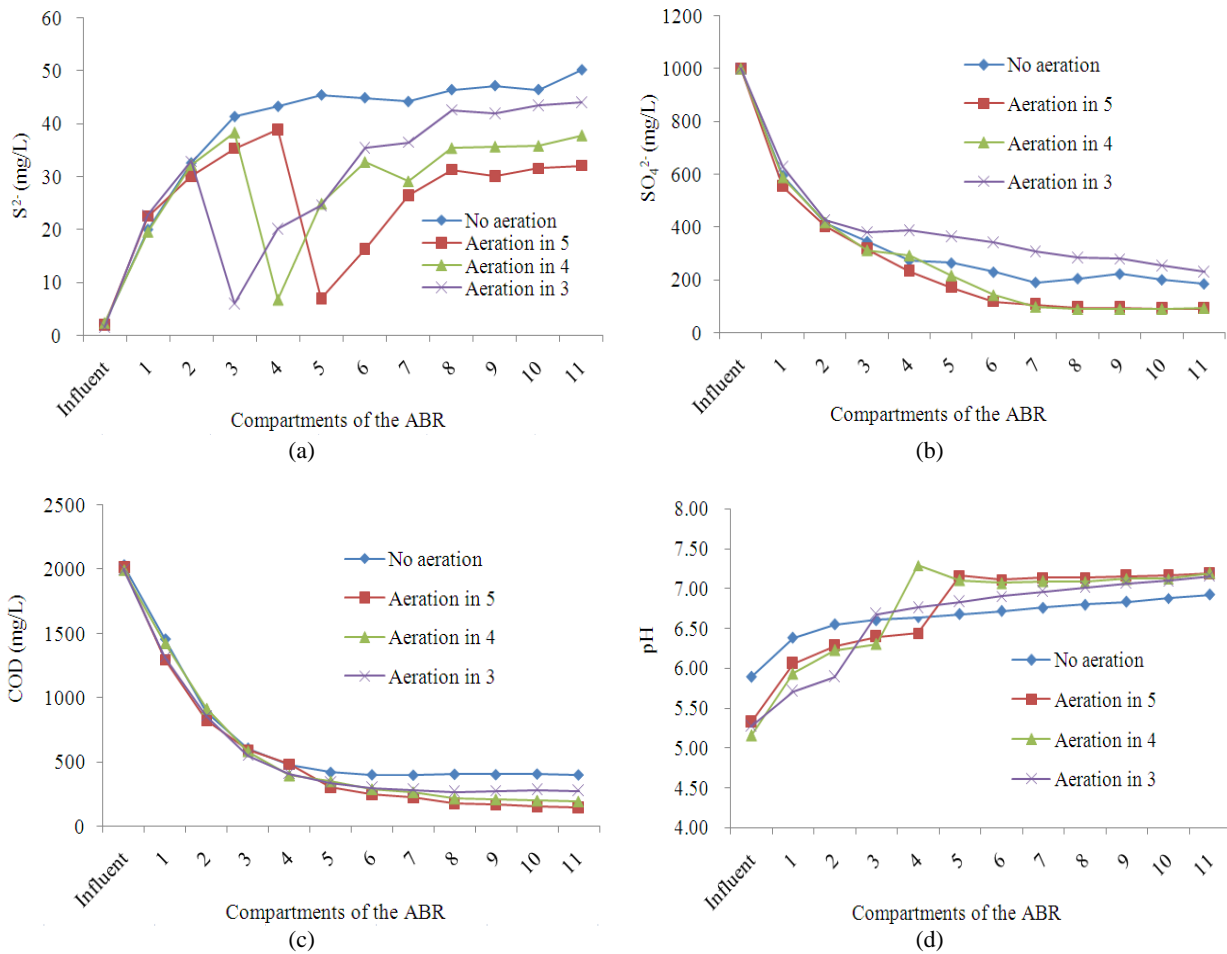 60
50
40
30
20
10
0
S²⁻ (mg/L)
No aeration
Aeration in 5
Aeration in 4
Aeration in 3
Influent
1
2
3
4
5
6
7
8
9
10
11
Compartments of the ABR
(a)
1200
1000
800
600
400
200
0
SO₄²⁻ (mg/L)
No aeration
Aeration in 5
Aeration in 4
Aeration in 3
Influent
1
2
3
4
5
6
7
8
9
10
11
Compartments of the ABR
(b)
2500
2000
1500
1000
500
0
COD (mg/L)
No aeration
Aeration in 5
Aeration in 4
Aeration in 3
Influent
1
2
3
4
5
6
7
8
9
10
11
Compartments of the ABR
(c)
8.00
7.50
7.00
6.50
6.00
5.50
5.00
4.50
4.00
pH
No aeration
Aeration in 5
Aeration in 4
Aeration in 3
Influent
1
2
3
4
5
6
7
8
9
10
11
Compartments of the ABR
(d)